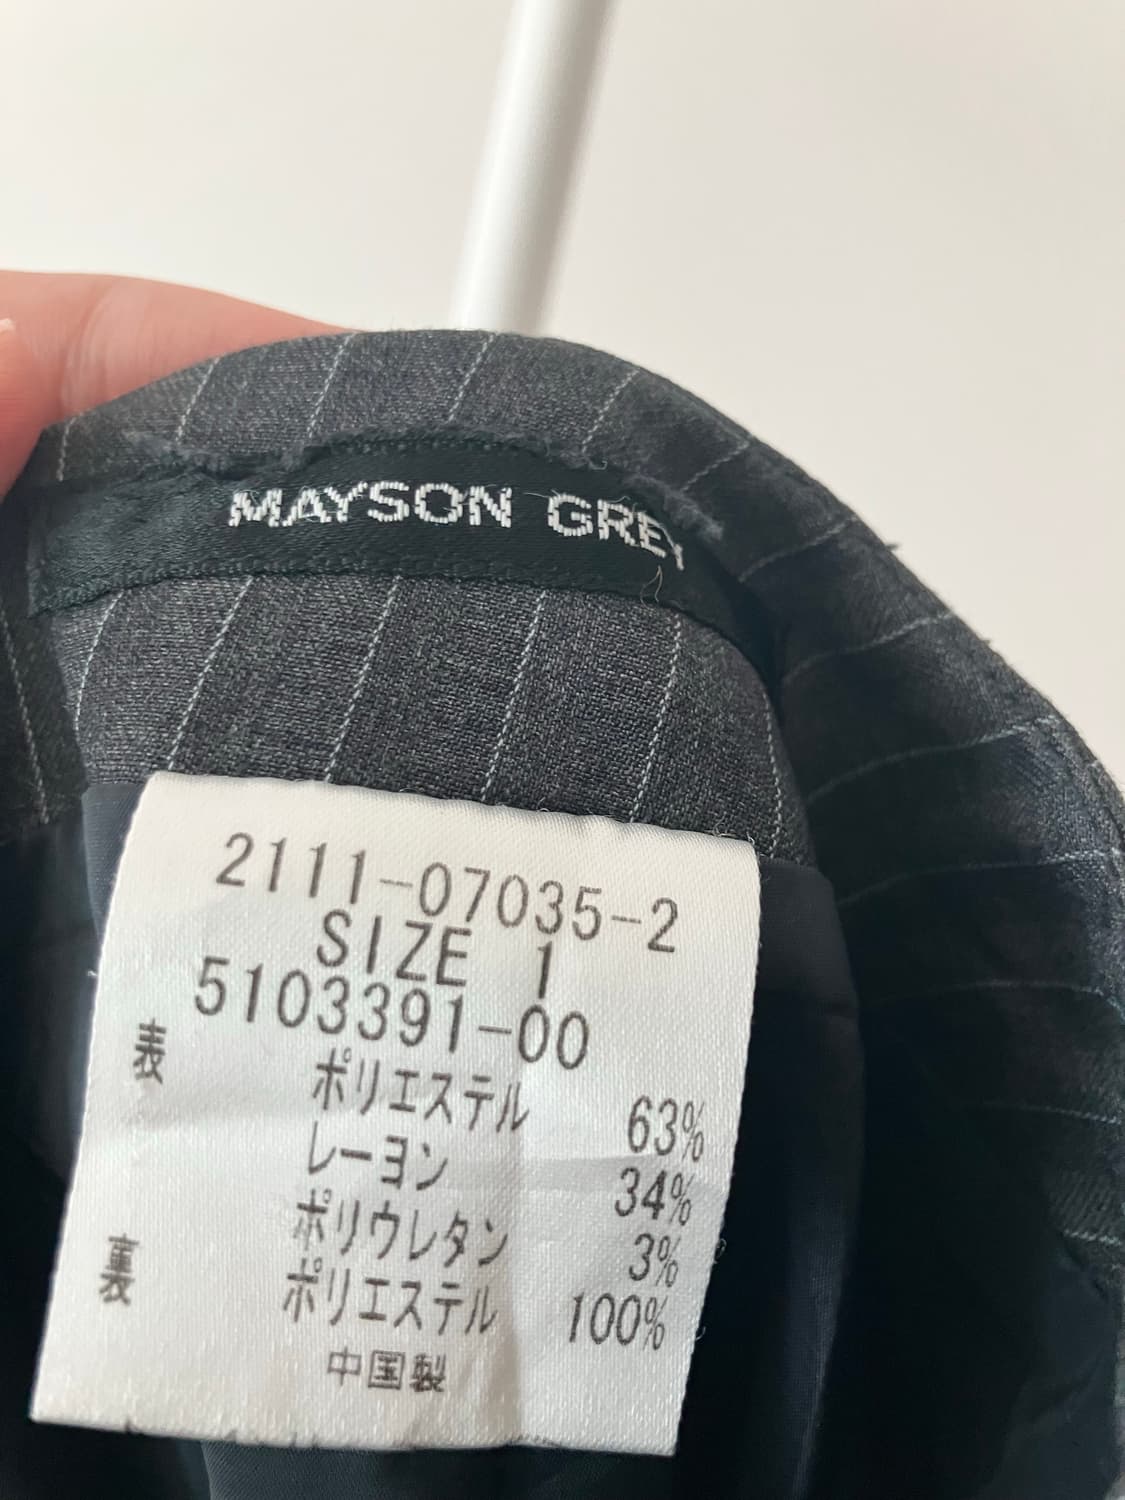 MAYSON GREY
2111-07035-2
SIZE 1
5103391-00
表 ポリエステル 63%
レーヨン 34%
ポリウレタン 3%
裏 ポリエステル 100%
中国製